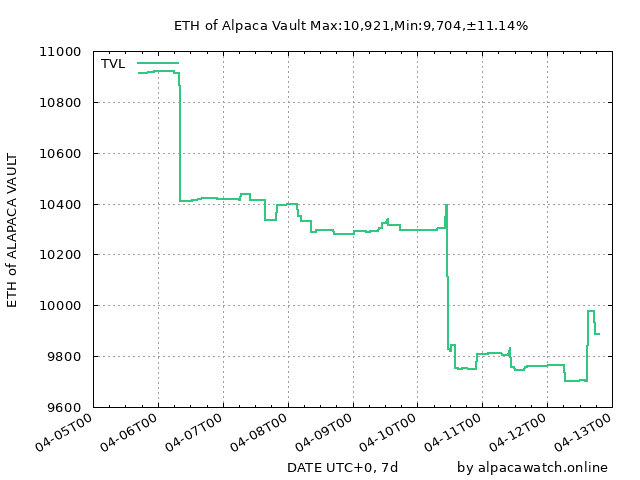 ETH of Alpaca Vault Max:10,921,Min:9,704,±11.14%
TVL
ETH of ALAPACA VAULT
11000
10800
10600
10400
10200
10000
9800
9600
04-05T00
04-06T00
04-07T00
04-08T00
04-09T00
04-10T00
04-11T00
04-12T00
04-13T00
DATE UTC+0, 7d
by alpacawatch.online